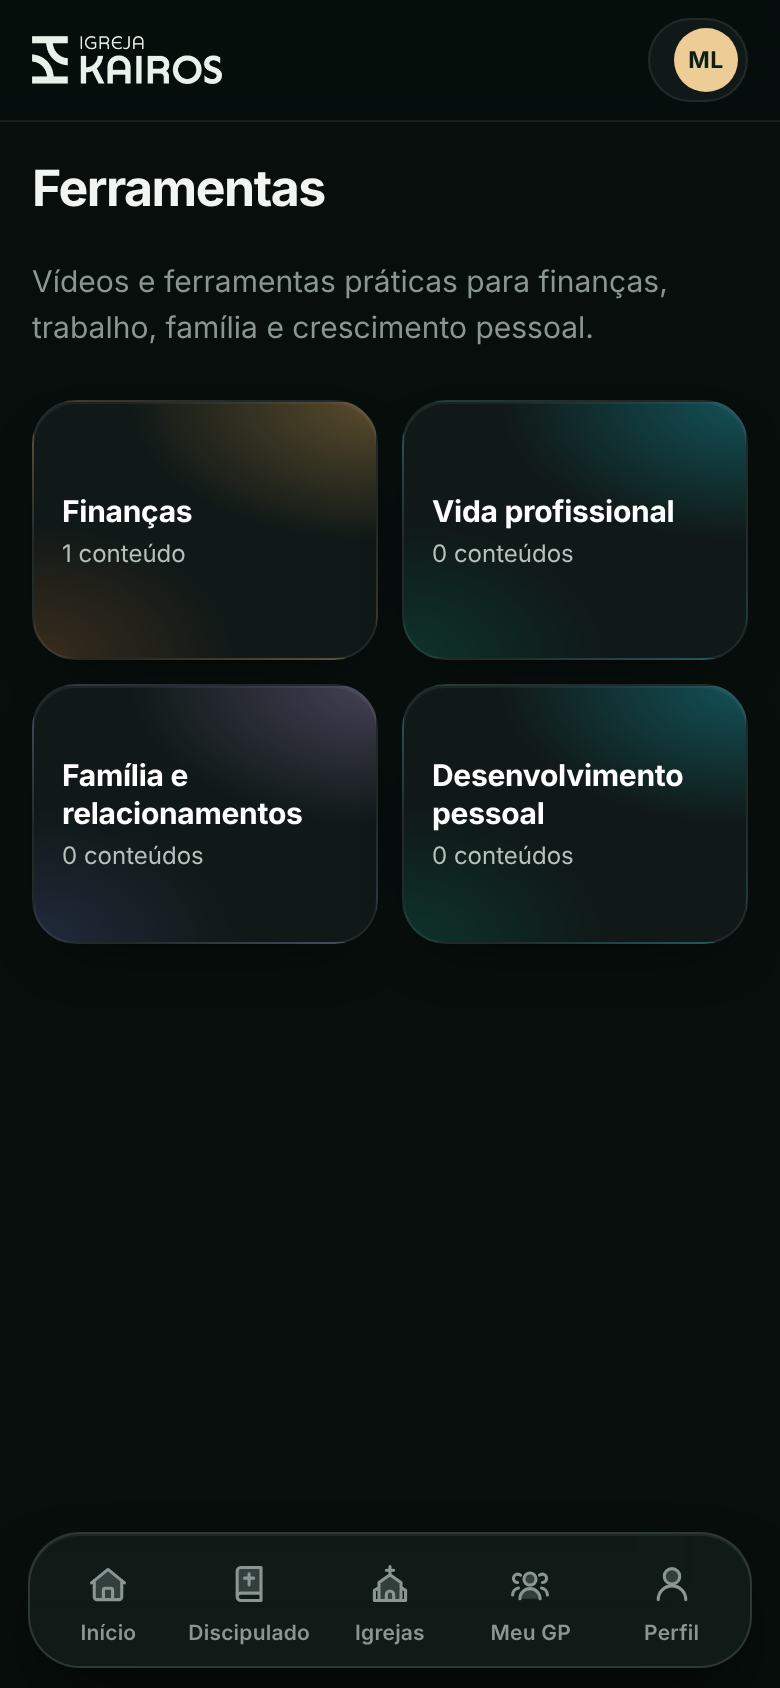 IGREJA
KAIROS
ML
Ferramentas
Vídeos e ferramentas práticas para finanças,
trabalho, família e crescimento pessoal.
Finanças
1 conteúdo
Vida profissional
0 conteúdos
Família e
relacionamentos
0 conteúdos
Desenvolvimento
pessoal
0 conteúdos
Início
Discipulado
Igrejas
Meu GP
Perfil